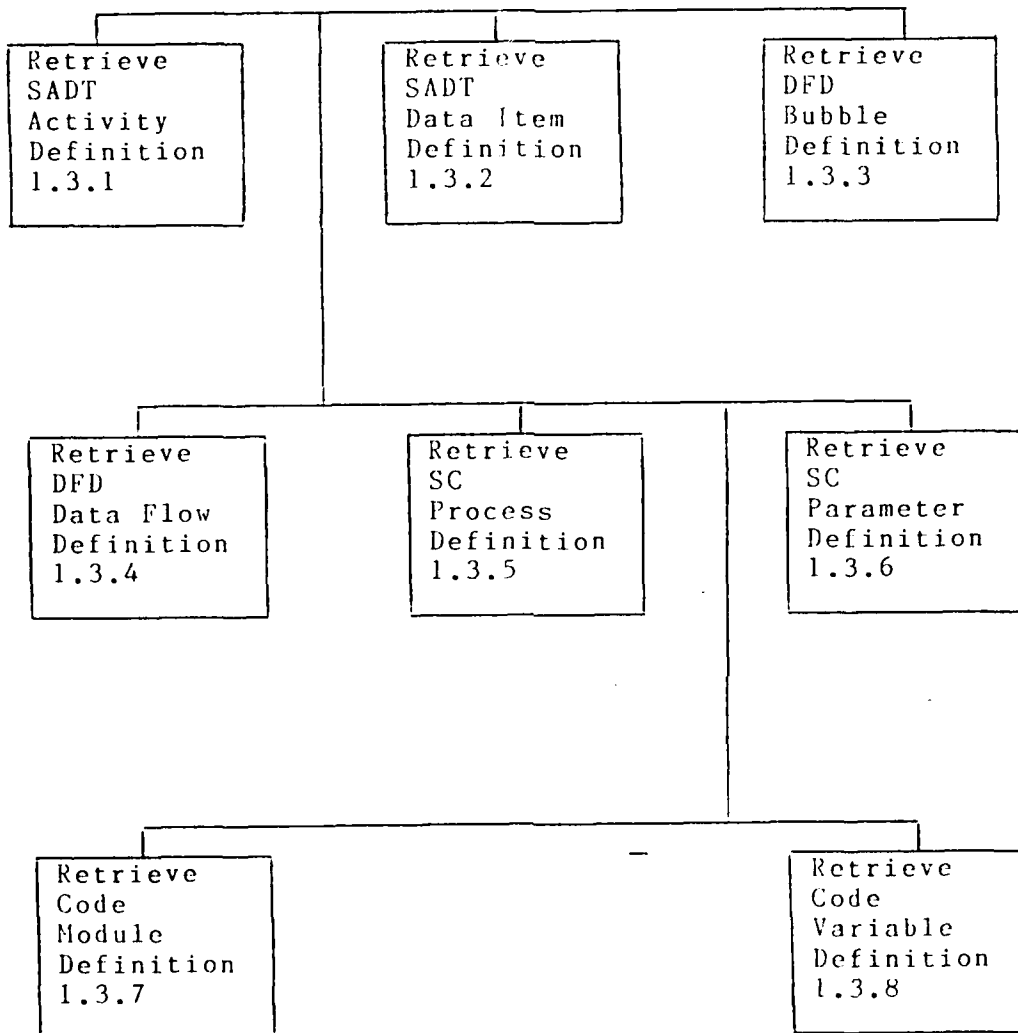 Retrieve
SADT
Activity
Definition
1.3.1
Retrieve
SADT
Data Item
Definition
1.3.2
Retrieve
DFD
Bubble
Definition
1.3.3
Retrieve
DFD
Data Flow
Definition
1.3.4
Retrieve
SC
Process
Definition
1.3.5
Retrieve
SC
Parameter
Definition
1.3.6
Retrieve
Code
Module
Definition
1.3.7
Retrieve
Code
Variable
Definition
1.3.8